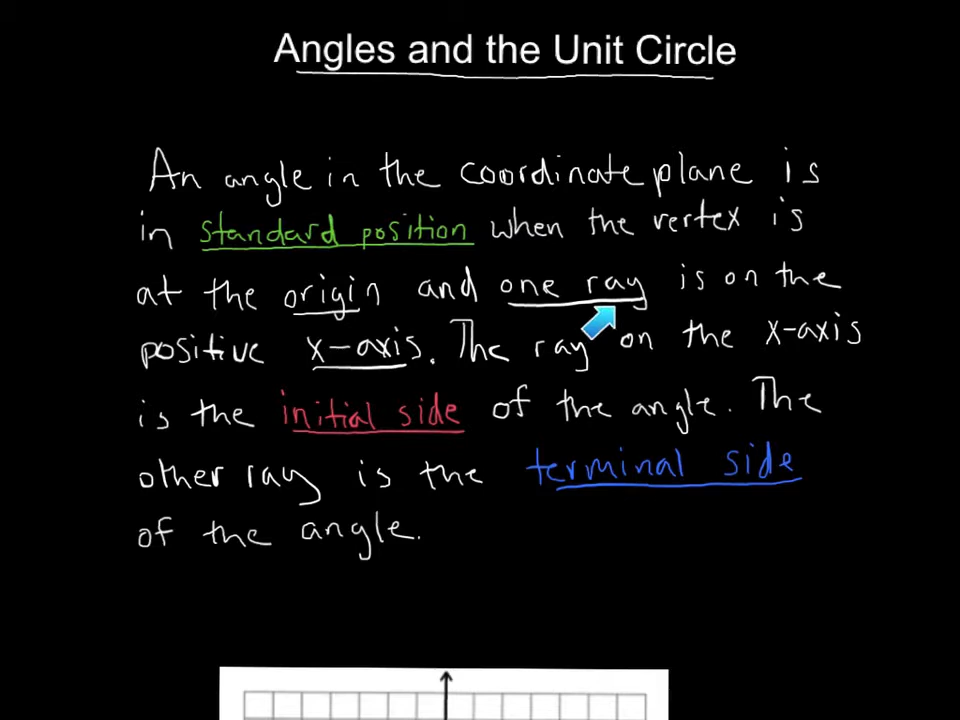 Angles and the Unit Circle
An angle in the coordinate plane is
in standard position when the vertex is
at the origin and one ray is on the
positive x-axis. The ray on the x-axis
is the initial side of the angle. The
other ray is the terminal side
of the angle.